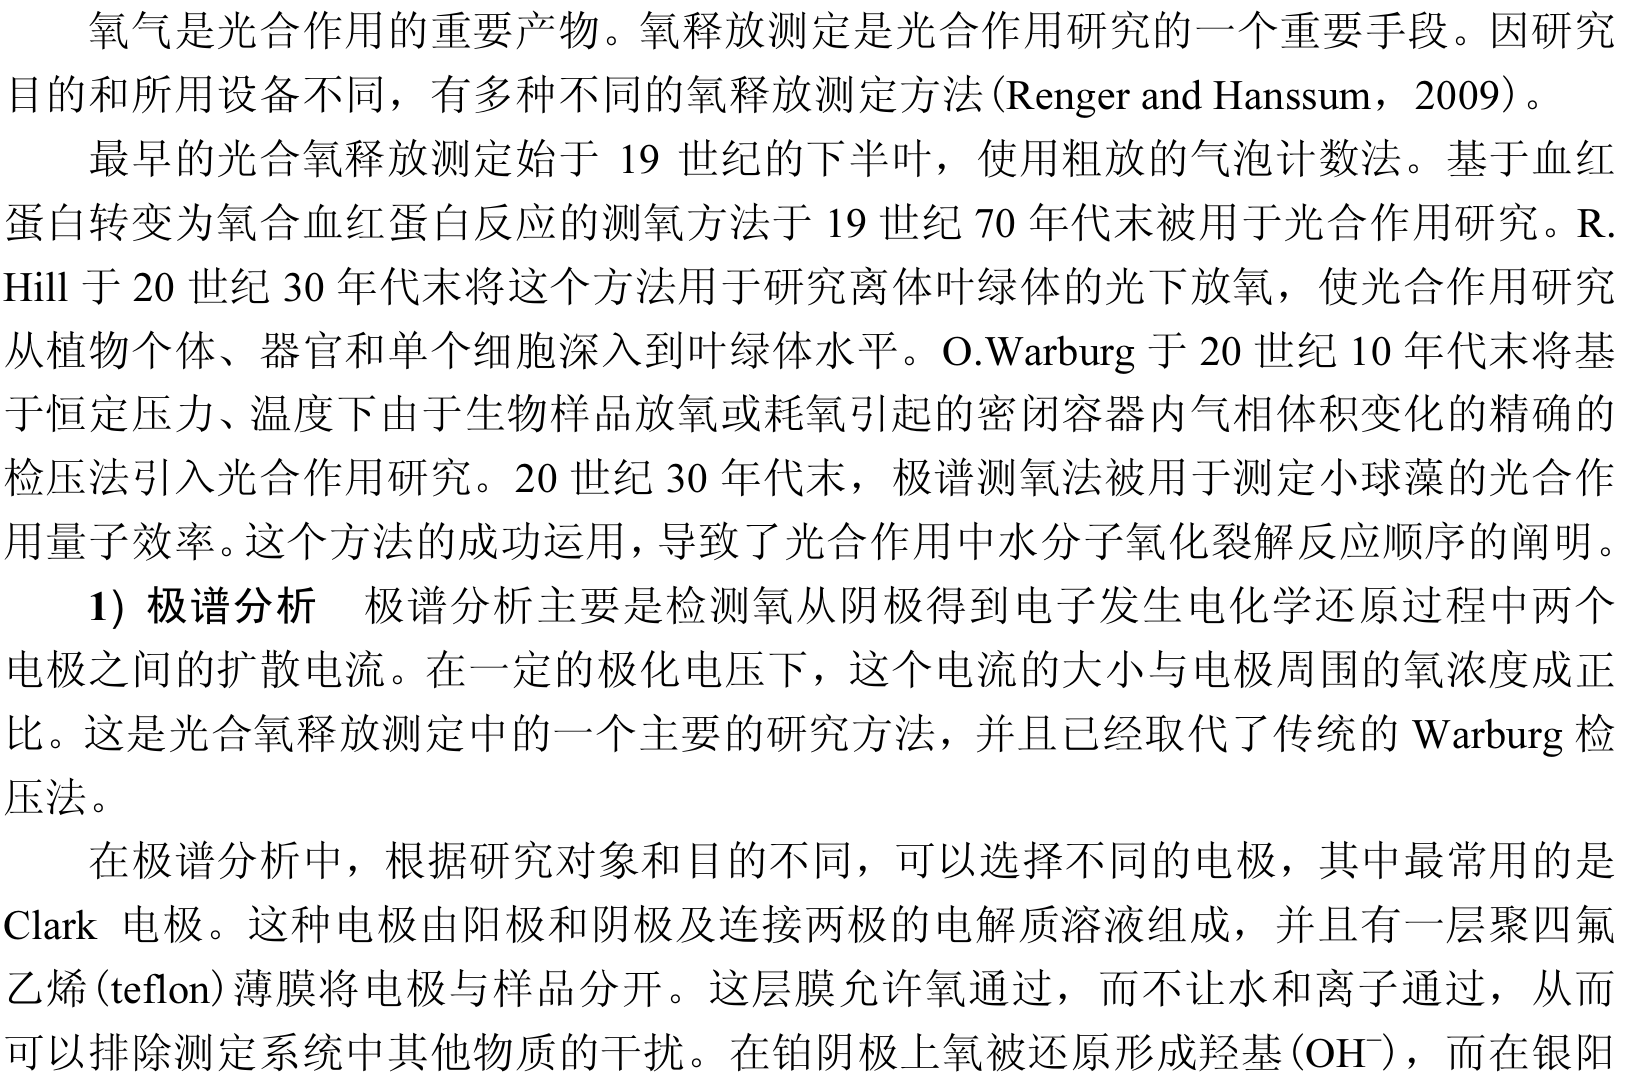 氧气是光合作用的重要产物。氧释放测定是光合作用研究的一个重要手段。因研究
目的和所用设备不同，有多种不同的氧释放测定方法(Renger and Hanssum，2009)。
最早的光合氧释放测定始于 19 世纪的下半叶，使用粗放的气泡计数法。基于血红
蛋白转变为氧合血红蛋白反应的测氧方法于 19 世纪 70 年代末被用于光合作用研究。R.
Hill 于 20 世纪 30 年代末将这个方法用于研究离体叶绿体的光下放氧，使光合作用研究
从植物个体、器官和单个细胞深入到叶绿体水平。O.Warburg 于 20 世纪 10 年代末将基
于恒定压力、温度下由于生物样品放氧或耗氧引起的密闭容器内气相体积变化的精确的
检压法引入光合作用研究。20 世纪 30 年代末，极谱测氧法被用于测定小球藻的光合作
用量子效率。这个方法的成功运用，导致了光合作用中水分子氧化裂解反应顺序的阐明。
1) 极谱分析　极谱分析主要是检测氧从阴极得到电子发生电化学还原过程中两个
电极之间的扩散电流。在一定的极化电压下，这个电流的大小与电极周围的氧浓度成正
比。这是光合氧释放测定中的一个主要的研究方法，并且已经取代了传统的 Warburg 检
压法。
在极谱分析中，根据研究对象和目的不同，可以选择不同的电极，其中最常用的是
Clark 电极。这种电极由阳极和阴极及连接两极的电解质溶液组成，并且有一层聚四氟
乙烯(teflon)薄膜将电极与样品分开。这层膜允许氧通过，而不让水和离子通过，从而
可以排除测定系统中其他物质的干扰。在铂阴极上氧被还原形成羟基(OH⁻)，而在银阳